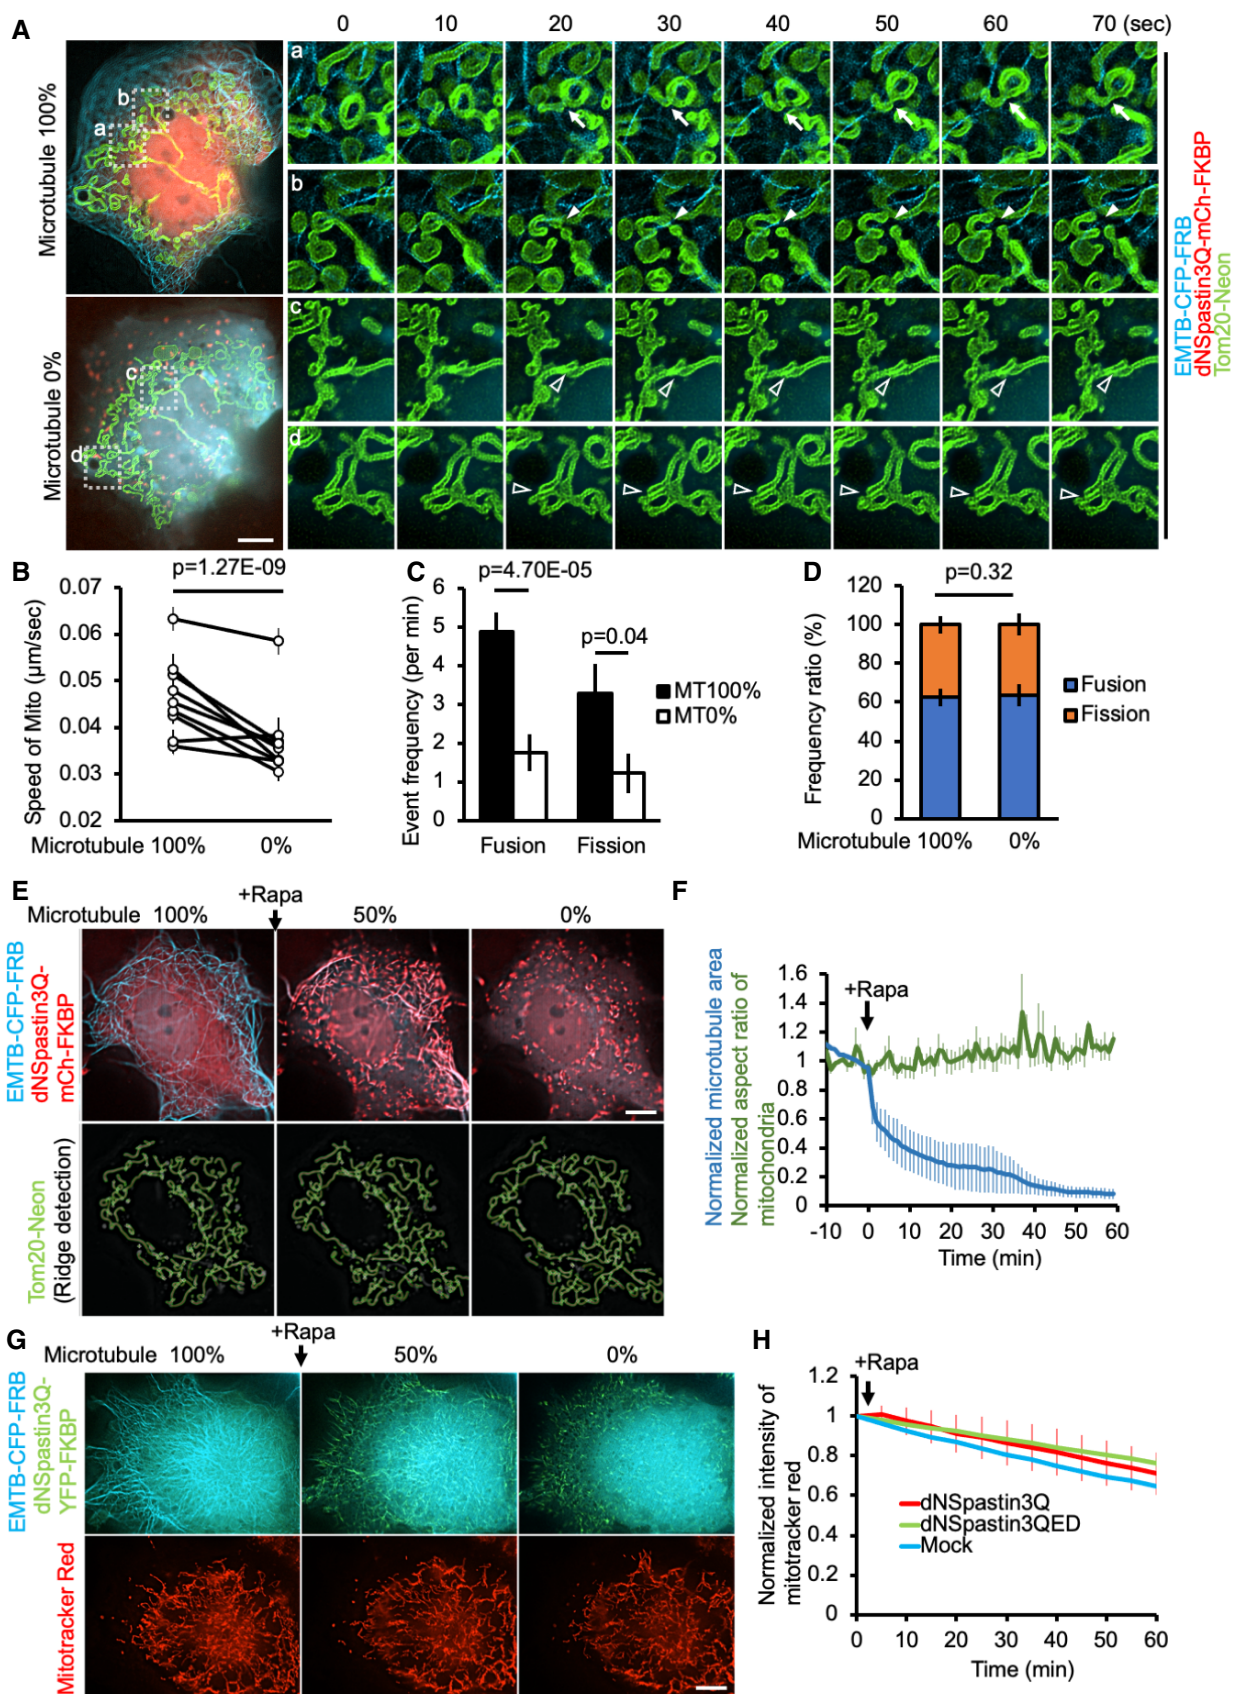 A
0 10 20 30 40 50 60 70 (sec)
Microtubule 100%
b
a
a
b
Microtubule 0%
c
d
c
d
EMTB-CFP-FRB
dNSpastin3Q-mCh-FKBP
Tom20-Neon
B
p=1.27E-09
Speed of Mito (μm/sec)
0.07
0.06
0.05
0.04
0.03
0.02
Microtubule 100% 0%
C
p=4.70E-05
p=0.04
Event frequency (per min)
6
5
4
3
2
1
0
MT100%
MT0%
Fusion Fission
D
p=0.32
Frequency ratio (%)
120
100
80
60
40
20
0
Fusion
Fission
Microtubule 100% 0%
E
+Rapa
Microtubule 100% 50% 0%
EMTB-CFP-FRB
dNSpastin3Q-
mCh-FKBP
Tom20-Neon
(Ridge detection)
F
+Rapa
Normalized microtubule area
Normalized aspect ratio of
mitochondria
1.6
1.4
1.2
1
0.8
0.6
0.4
0.2
0
-10 0 10 20 30 40 50 60
Time (min)
G
+Rapa
Microtubule 100% 50% 0%
EMTB-CFP-FRB
dNSpastin3Q-
YFP-FKBP
Mitotracker Red
H
+Rapa
Normalized intensity of
mitotracker red
1.2
1
0.8
0.6
0.4
0.2
0
dNSpastin3Q
dNSpastin3QED
Mock
0 10 20 30 40 50 60
Time (min)